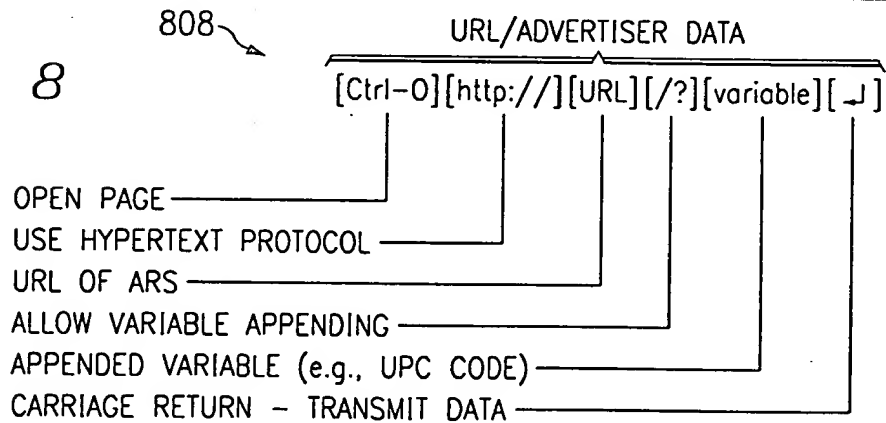 808
URL/ADVERTISER DATA
8
[Ctrl-O][http://][URL][/?][variable][↵]
OPEN PAGE
USE HYPERTEXT PROTOCOL
URL OF ARS
ALLOW VARIABLE APPENDING
APPENDED VARIABLE (e.g., UPC CODE)
CARRIAGE RETURN - TRANSMIT DATA